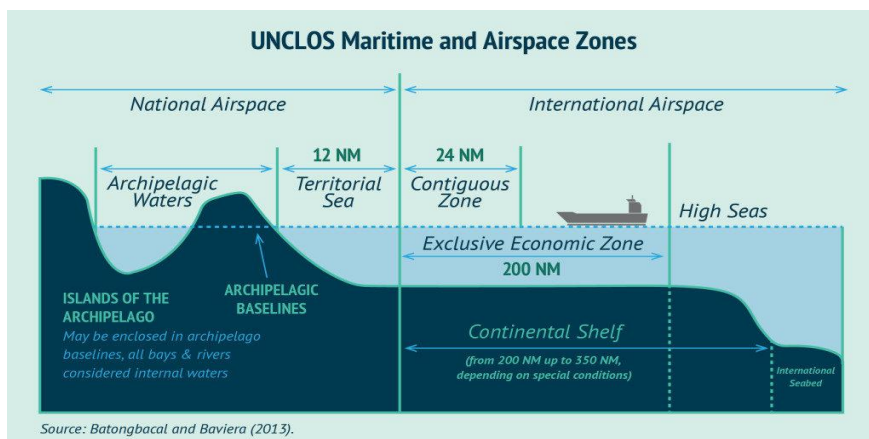 UNCLOS Maritime and Airspace Zones
National Airspace
International Airspace
12 NM
24 NM
Archipelagic
Waters
Territorial
Sea
Contiguous
Zone
High Seas
Exclusive Economic Zone
200 NM
ARCHIPELAGIC
BASELINES
ISLANDS OF THE
ARCHIPELAGO
May be enclosed in archipelago
baselines, all bays & rivers
considered internal waters
Continental Shelf
(from 200 NM up to 350 NM,
depending on special conditions)
International
Seabed
Source: Batongbacal and Baviera (2013).